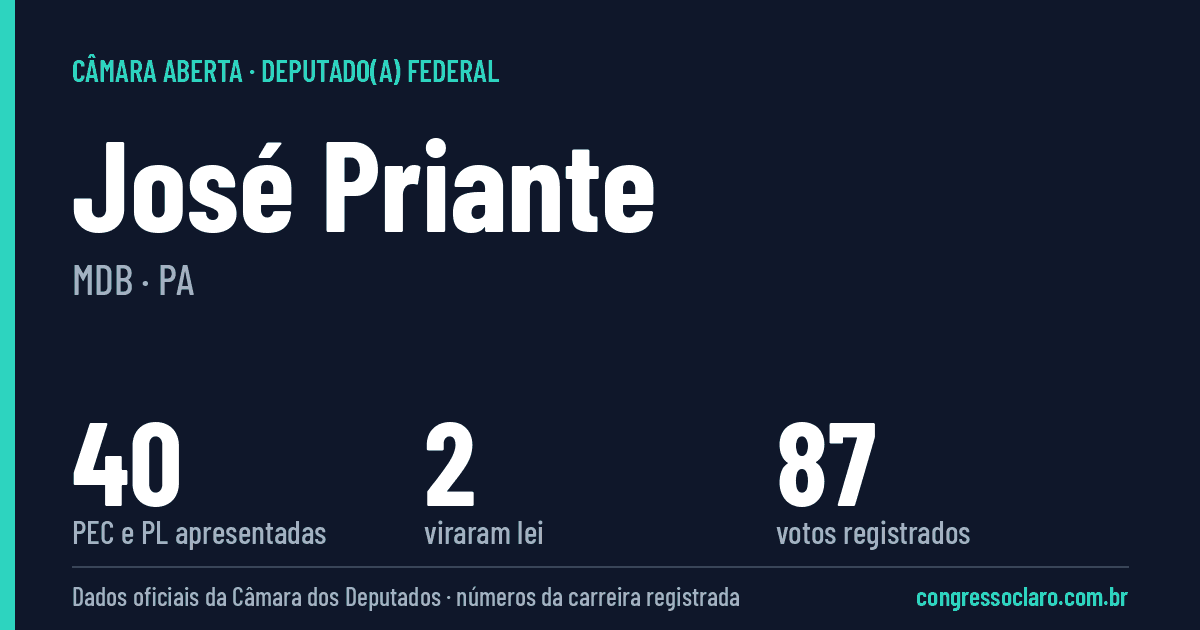 CÂMARA ABERTA · DEPUTADO(A) FEDERAL
José Priante
MDB · PA
40
PEC e PL apresentadas
2
viraram lei
87
votos registrados
Dados oficiais da Câmara dos Deputados · números da carreira registrada
congressoclaro.com.br